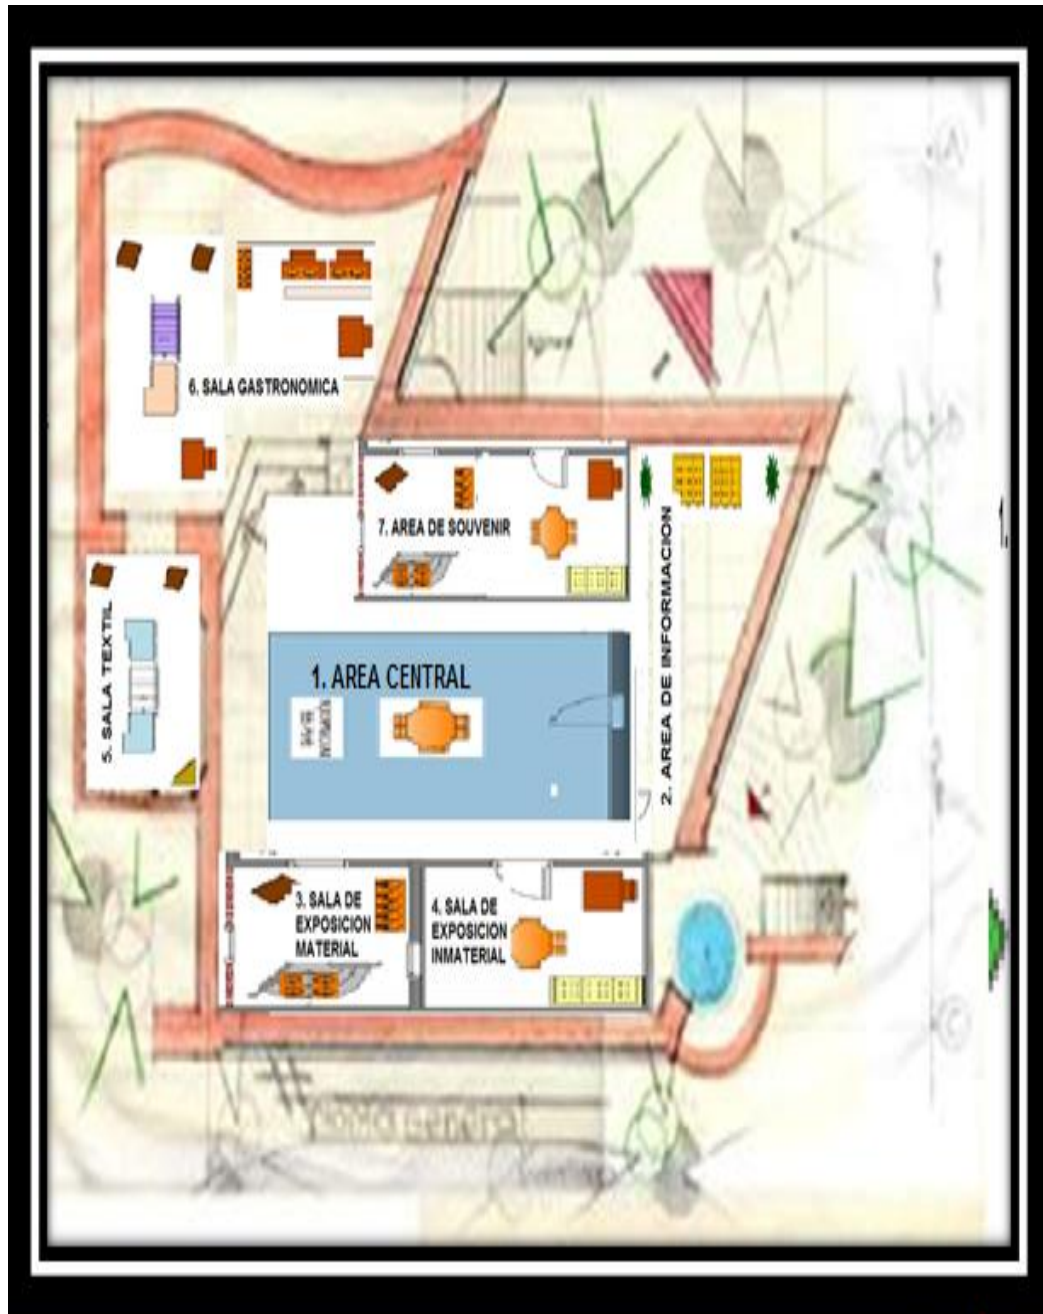 6. SALA GASTRONOMICA
7. AREA DE SOUVENIR
1. AREA CENTRAL
2. AREA DE INFORMACION
5. SALA TEXTIL
3. SALA DE
EXPOSICION
MATERIAL
4. SALA DE
EXPOSICION
INMATERIAL